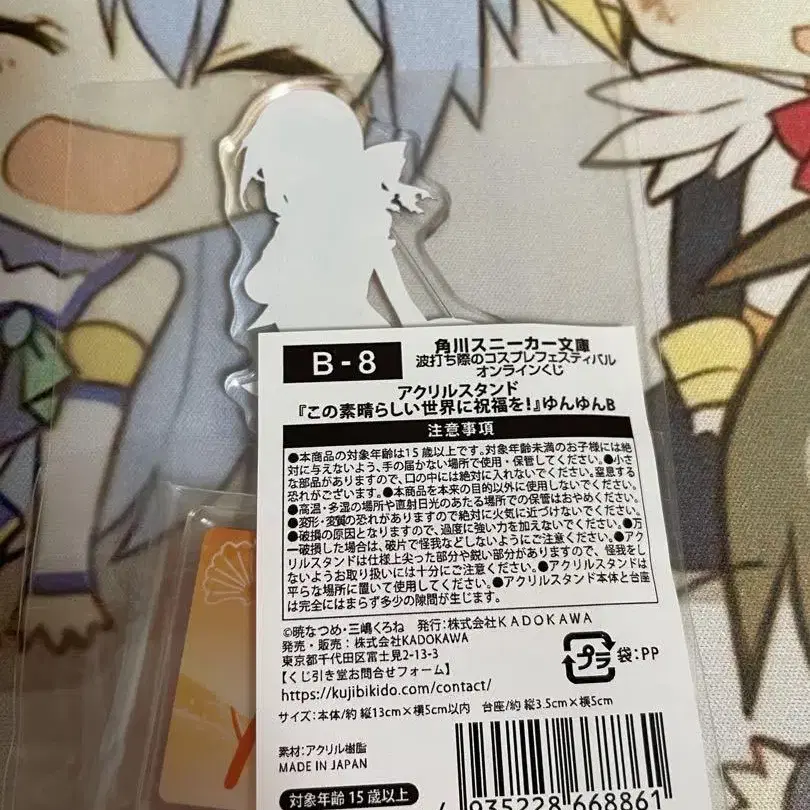 B-8
角川スニーカー文庫
波打ち際のコスプレフェスティバル
オンラインくじ
アクリルスタンド
『この素晴らしい世界に祝福を!』ゆんゆんB
注意事項
●本商品の対象年齢は15歳以上です。対象年齢未満のお子様には絶
対に与えないよう、手の届かない場所で使用・保管してください。●小さ
な部品がありますので、口の中には絶対に入れないでください。窒息する
恐れがございます。●本商品を本来の目的以外に使用しないでください。
●高温・多湿の場所や直射日光のあたる場所での保管はおやめください。
●変形・変質の恐れがありますので絶対に火気に近づけないでください。
●破損の原因となりますので、過度に強い力を加えないでください。●万
一破損した場合は、破片で怪我などしないようにご注意ください。●アク
リルスタンドは仕様上尖った部分や鋭い部分がありますので、怪我をし
ないようお取り扱いには十分にご注意ください。●アクリルスタンドは
平らな場所に置いて使用してください。●アクリルスタンド本体と台座
は完全にはまらず多少の隙間が生じます。
©暁なつめ・三嶋くろね 発行:株式会社KADOKAWA
発売・販売:株式会社KADOKAWA
東京都千代田区富士見2-13-3
【くじ引き堂お問合せフォーム】
https://kujibikido.com/contact/
プラ 袋:PP
サイズ:本体/約 縦13cm×横5cm以内 台座/約 縦3.5cm×横5cm
素材:アクリル樹脂
MADE IN JAPAN
対象年齢15歳以上
4 935228 668861